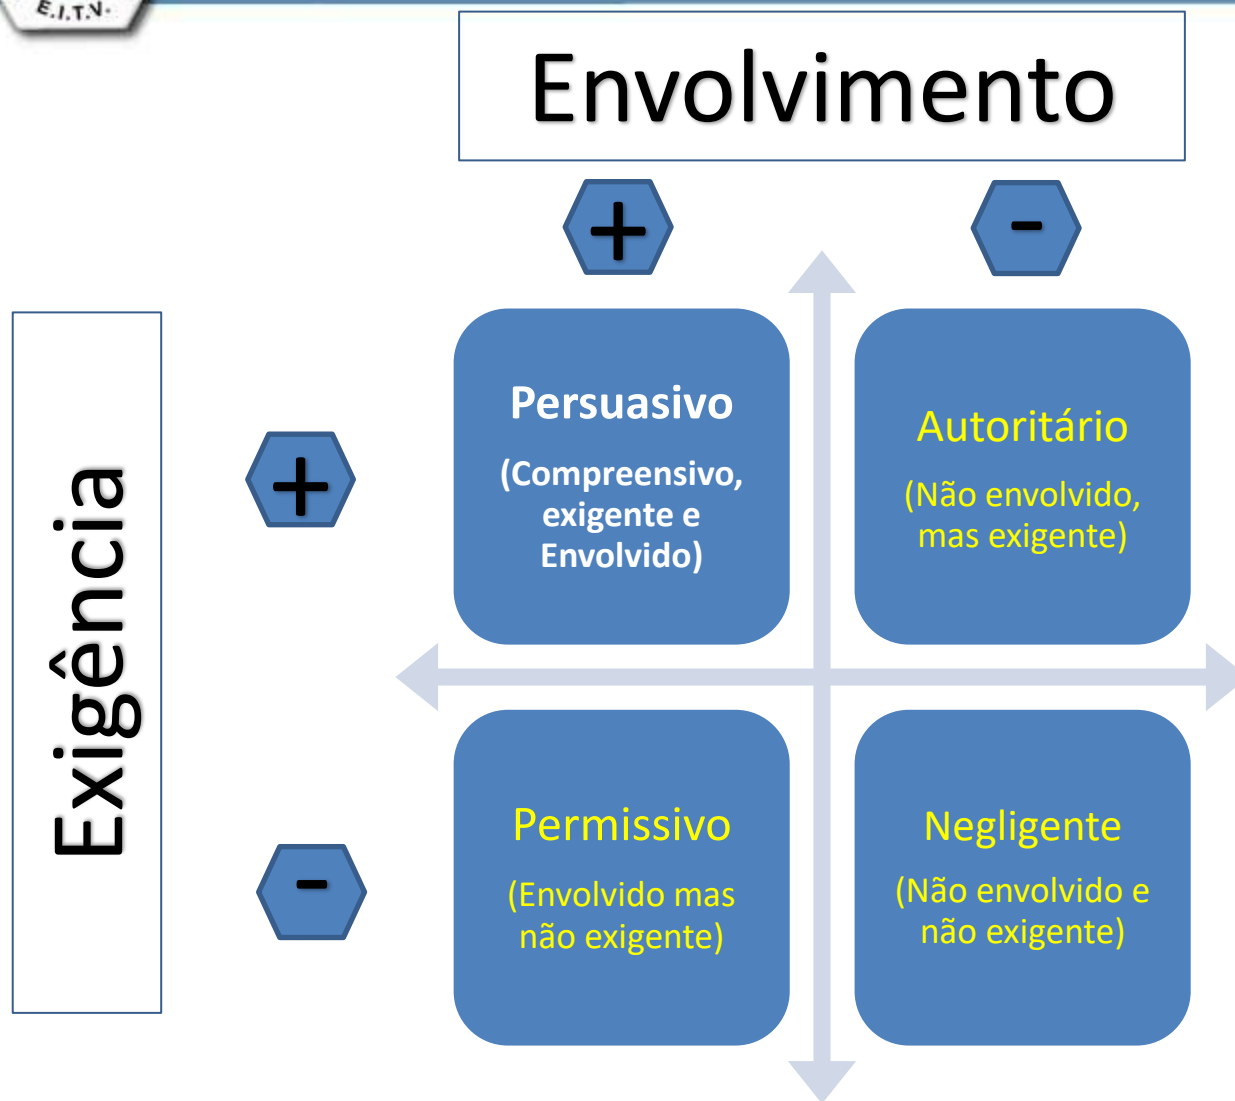 E.I.T.V.
Envolvimento
+
-
Exigência
+
Persuasivo
(Compreensivo,
exigente e
Envolvido)
Autoritário
(Não envolvido,
mas exigente)
-
Permissivo
(Envolvido mas
não exigente)
Negligente
(Não envolvido e
não exigente)